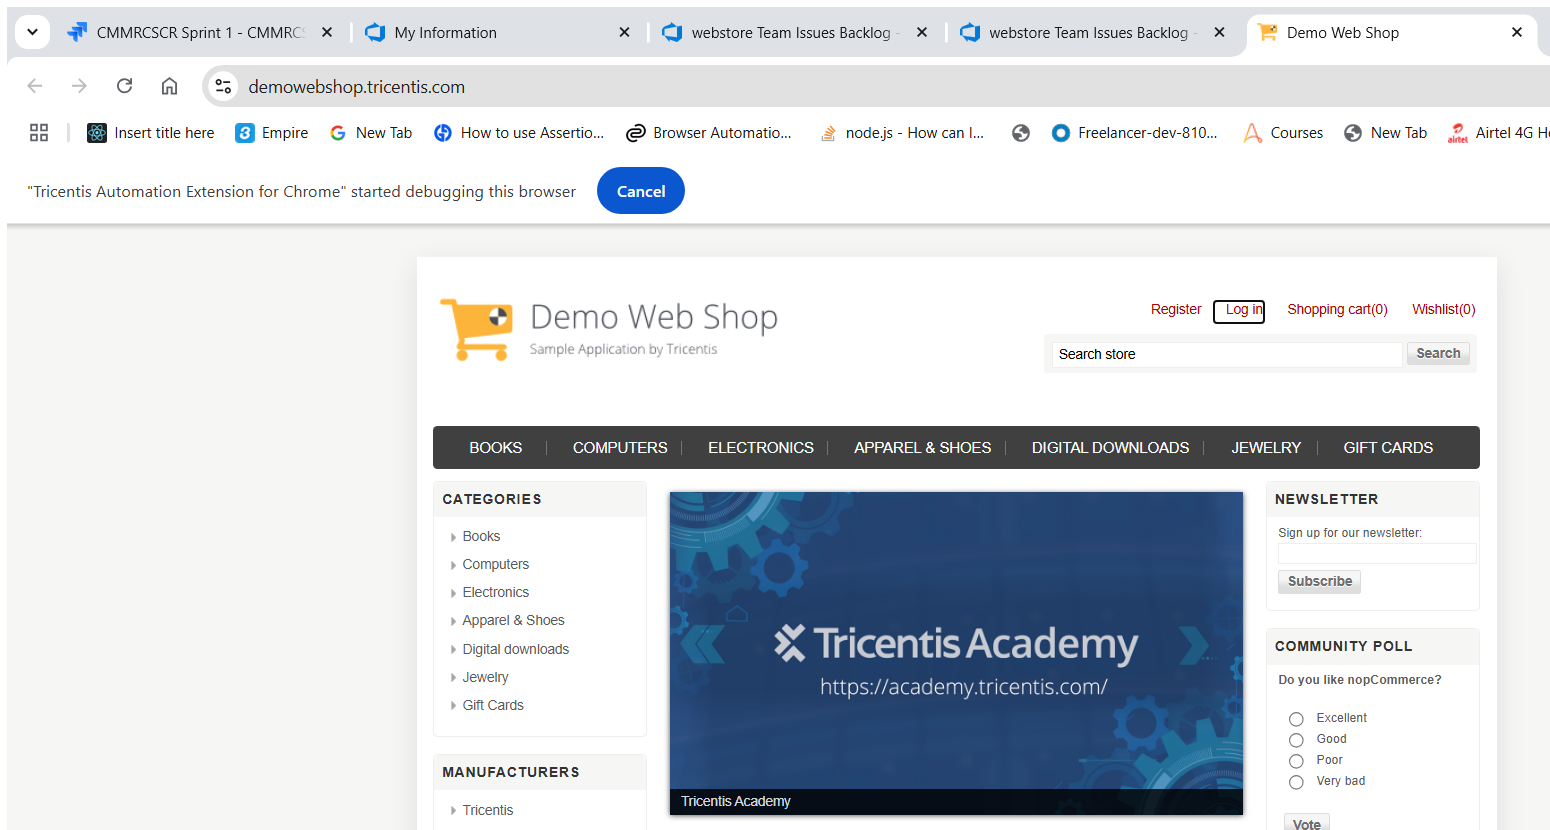 CMMRCSCR Sprint 1 - CMMRCS
My Information
webstore Team Issues Backlog -
webstore Team Issues Backlog -
Demo Web Shop
demowebshop.tricentis.com
Insert title here
Empire
New Tab
How to use Assertio...
Browser Automatio...
node.js - How can I...
Freelancer-dev-810...
Courses
New Tab
airtel
Airtel 4G Ho
"Tricentis Automation Extension for Chrome" started debugging this browser
Cancel
Demo Web Shop
Sample Application by Tricentis
Register
Log in
Shopping cart(0)
Wishlist(0)
Search store
Search
BOOKS
COMPUTERS
ELECTRONICS
APPAREL & SHOES
DIGITAL DOWNLOADS
JEWELRY
GIFT CARDS
CATEGORIES
Books
Computers
Electronics
Apparel & Shoes
Digital downloads
Jewelry
Gift Cards
MANUFACTURERS
Tricentis
Tricentis Academy
https://academy.tricentis.com/
Tricentis Academy
NEWSLETTER
Sign up for our newsletter:
Subscribe
COMMUNITY POLL
Do you like nopCommerce?
Excellent
Good
Poor
Very bad
Vote